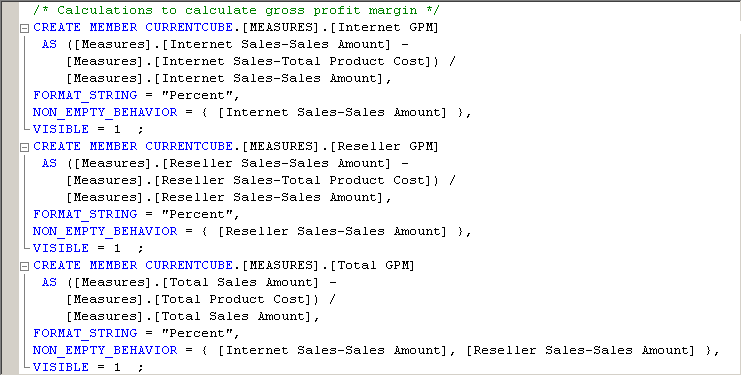 /* Calculations to calculate gross profit margin */
CREATE MEMBER CURRENTCUBE.[MEASURES].[Internet GPM]
AS ([Measures].[Internet Sales-Sales Amount] -
[Measures].[Internet Sales-Total Product Cost]) /
[Measures].[Internet Sales-Sales Amount],
FORMAT_STRING = "Percent",
NON_EMPTY_BEHAVIOR = { [Internet Sales-Sales Amount] },
VISIBLE = 1 ;
CREATE MEMBER CURRENTCUBE.[MEASURES].[Reseller GPM]
AS ([Measures].[Reseller Sales-Sales Amount] -
[Measures].[Reseller Sales-Total Product Cost]) /
[Measures].[Reseller Sales-Sales Amount],
FORMAT_STRING = "Percent",
NON_EMPTY_BEHAVIOR = { [Reseller Sales-Sales Amount] },
VISIBLE = 1 ;
CREATE MEMBER CURRENTCUBE.[MEASURES].[Total GPM]
AS ([Measures].[Total Sales Amount] -
[Measures].[Total Product Cost]) /
[Measures].[Total Sales Amount],
FORMAT_STRING = "Percent",
NON_EMPTY_BEHAVIOR = { [Internet Sales-Sales Amount], [Reseller Sales-Sales Amount] },
VISIBLE = 1 ;